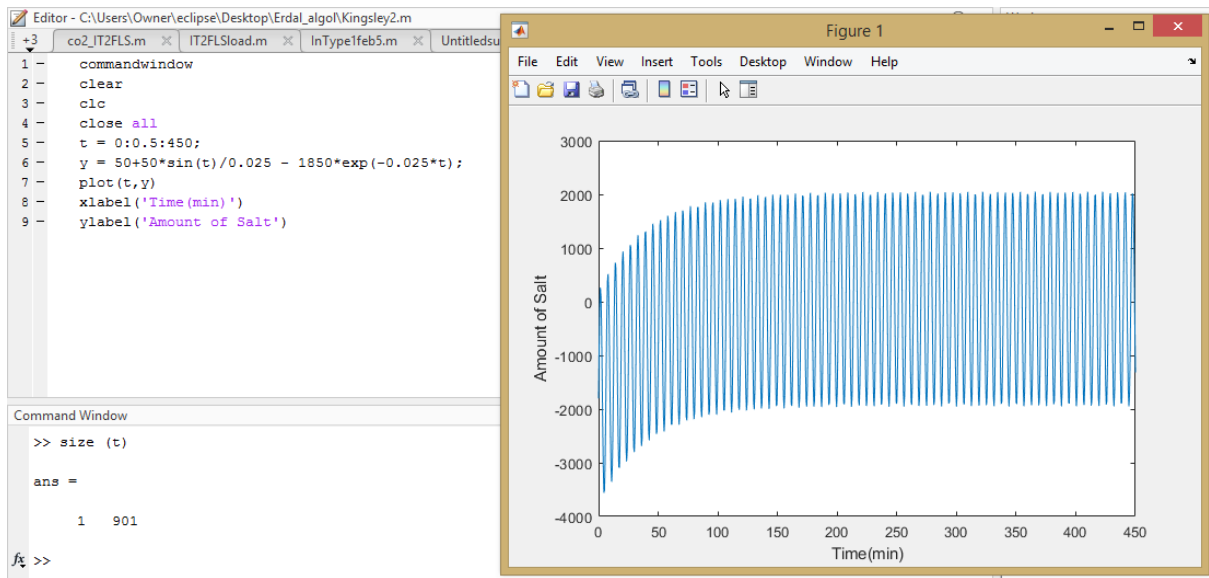 Editor - C:\Users\Owner\eclipse\Desktop\Erdal_algol\Kingsley2.m
+3 co2_IT2FLS.m IT2FLSload.m InType1feb5.m Untitledsu
1 - commandwindow
2 - clear
3 - clc
4 - close all
5 - t = 0:0.5:450;
6 - y = 50+50*sin(t)/0.025 - 1850*exp(-0.025*t);
7 - plot(t,y)
8 - xlabel('Time(min)')
9 - ylabel('Amount of Salt')
Command Window
>> size (t)
ans =
1 901
fx >>
Figure 1
File Edit View Insert Tools Desktop Window Help
3000
2000
1000
0
-1000
-2000
-3000
-4000
Amount of Salt
0 50 100 150 200 250 300 350 400 450
Time(min)